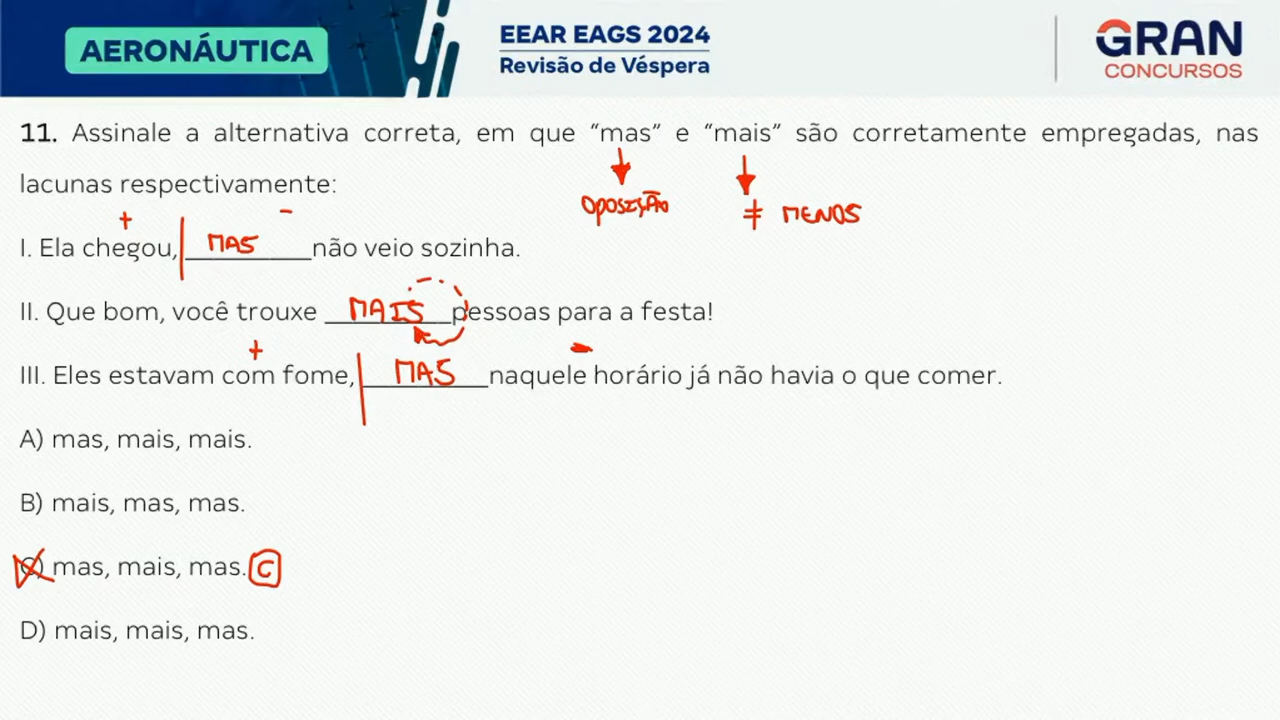 AERONÁUTICA
EEAR EAGS 2024
Revisão de Véspera
GRAN
CONCURSOS
11. Assinale a alternativa correta, em que “mas” e “mais” são corretamente empregadas, nas
lacunas respectivamente:
OPOSIÇÃO
≠ MENOS
+ -
I. Ela chegou, MAS não veio sozinha.
II. Que bom, você trouxe MAIS pessoas para a festa!
+ -
III. Eles estavam com fome, MAS naquele horário já não havia o que comer.
A) mas, mais, mais.
B) mais, mas, mas.
C) mas, mais, mas. C
D) mais, mais, mas.